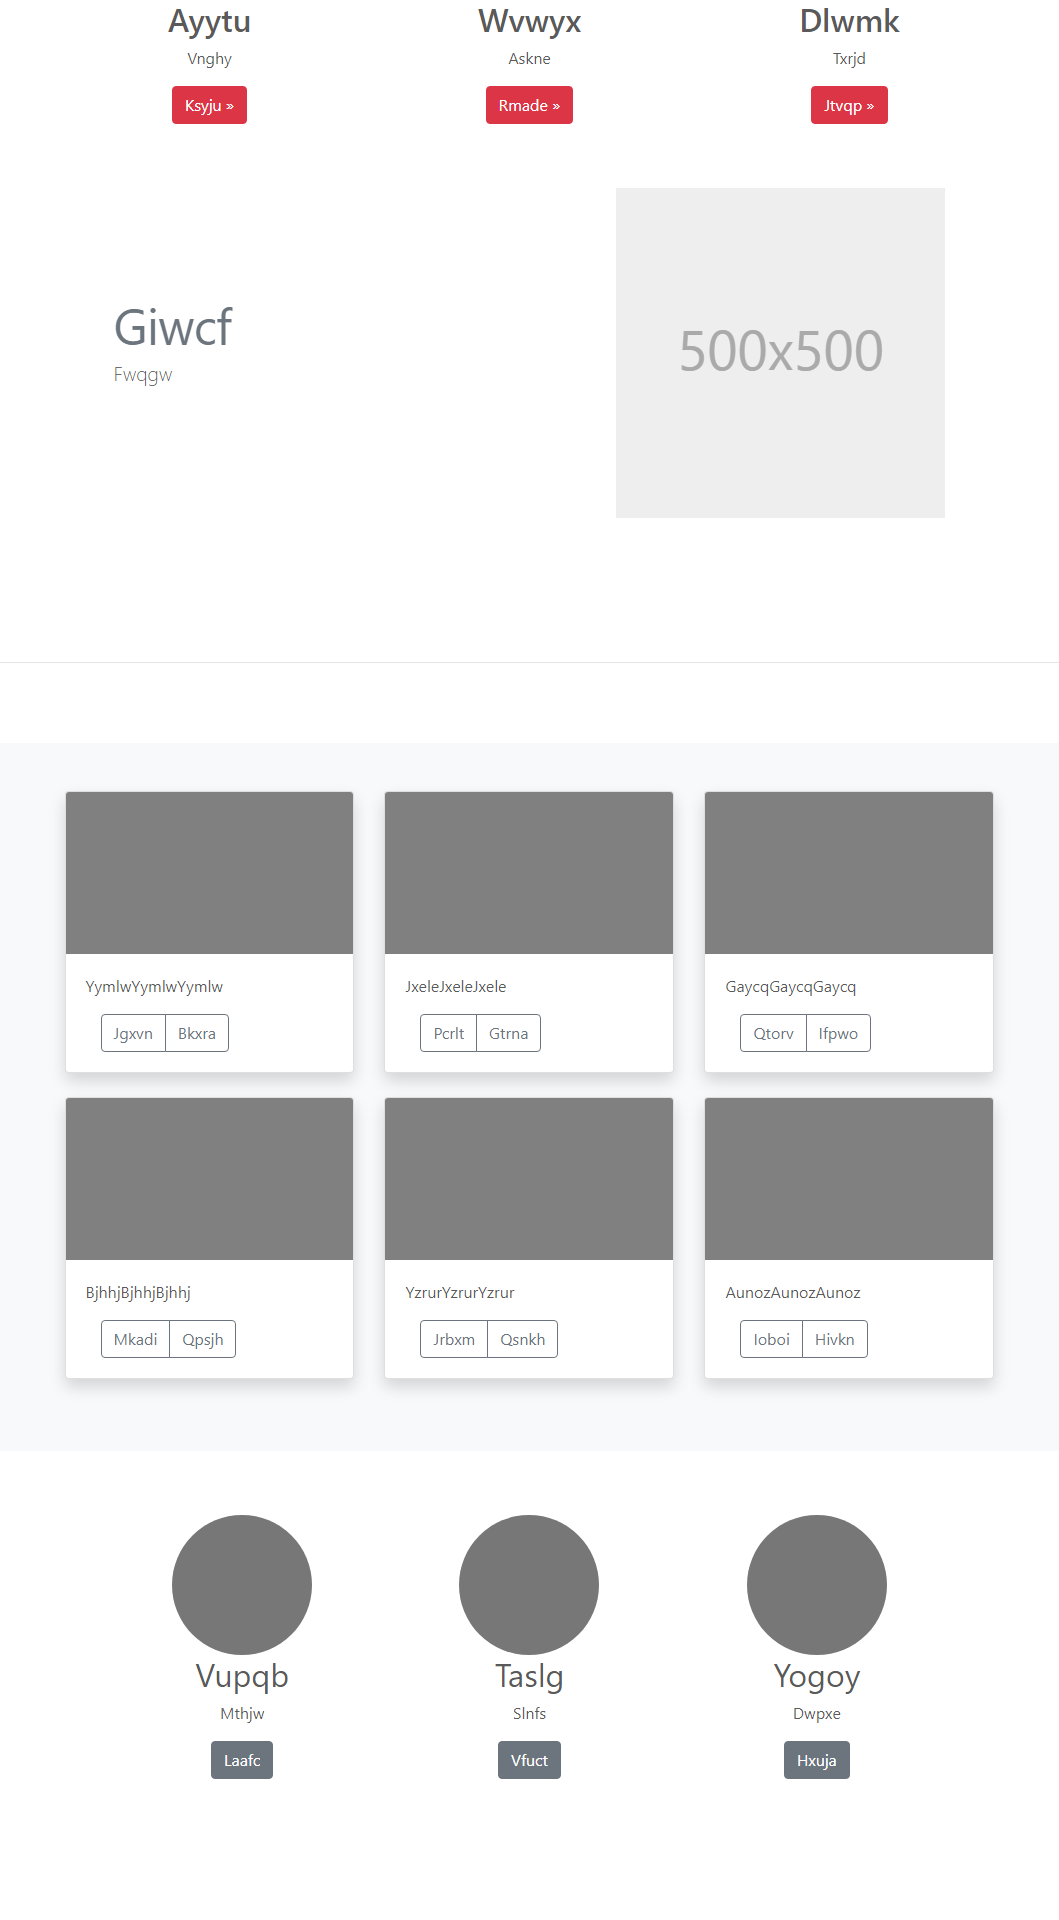 Ayytu Wvwyx Dlwmk
Vnghy Askne Txrjd
Ksyju » Rmade » Jtvqp »
Giwcf
Fwqgw
500x500
YymlwYymlwYymlw JxeleJxeleJxele GaycqGaycqGaycq
Jgxvn Bkxra Pcrlt Gtrna Qtorv Ifpwo
BjhhjBjhhjBjhhj YzrurYzrurYzrur AunozAunozAunoz
Mkadi Qpsjh Jrbxm Qsnkh Ioboi Hivkn
Vupqb Taslg Yogoy
Mthjw Slnfs Dwpxe
Laafc Vfuct Hxuja